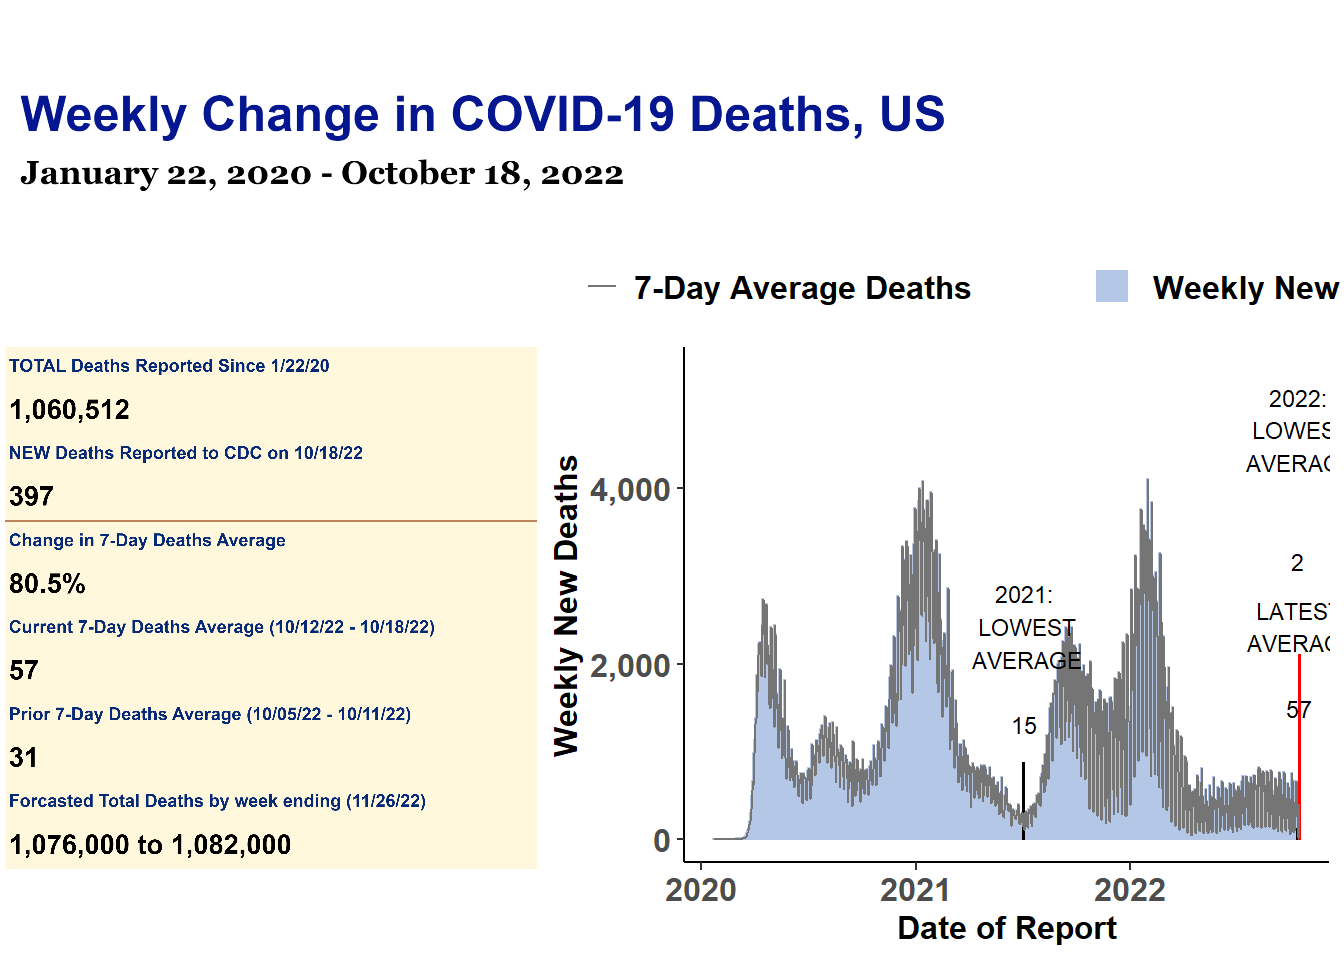 Weekly Change in COVID-19 Deaths, US
January 22, 2020 - October 18, 2022
7-Day Average Deaths
Weekly New
TOTAL Deaths Reported Since 1/22/20
1,060,512
NEW Deaths Reported to CDC on 10/18/22
397
Change in 7-Day Deaths Average
80.5%
Current 7-Day Deaths Average (10/12/22 - 10/18/22)
57
Prior 7-Day Deaths Average (10/05/22 - 10/11/22)
31
Forcasted Total Deaths by week ending (11/26/22)
1,076,000 to 1,082,000
Weekly New Deaths
4,000
2,000
0
2021:
LOWEST
AVERAGE
15
2022:
LOWES
AVERAG
2
LATEST
AVERAG
57
2020
2021
2022
Date of Report